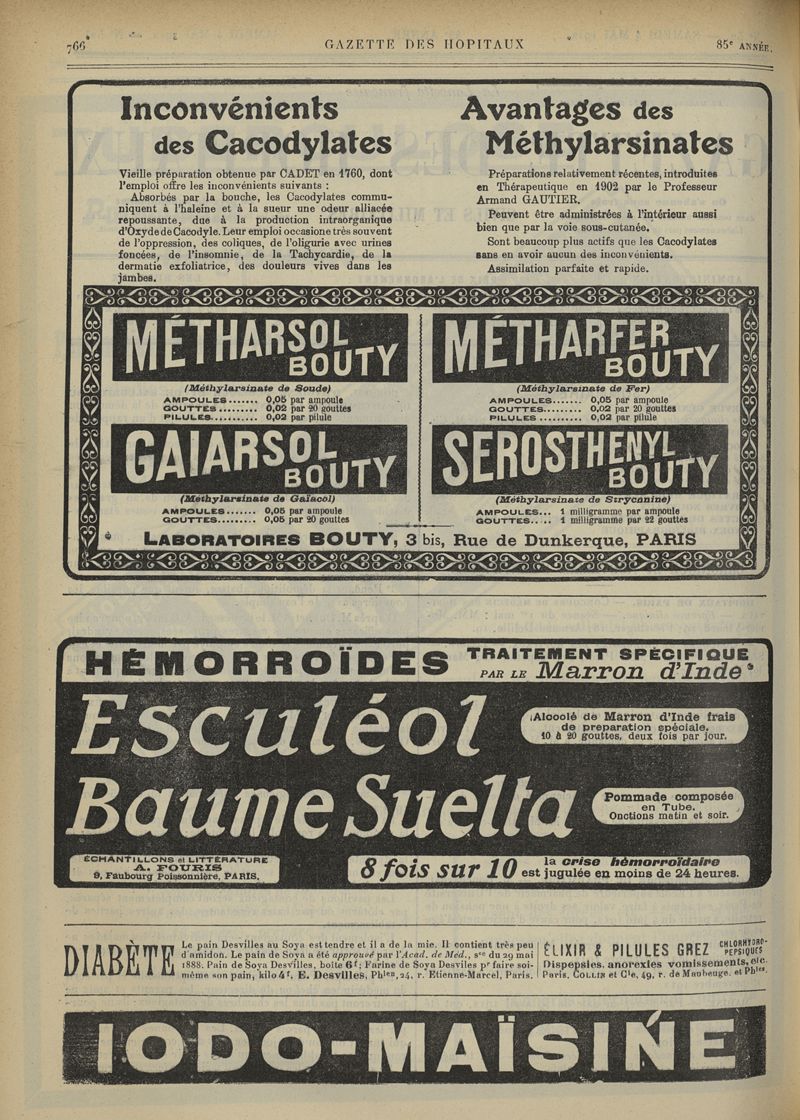 766
GAZETTE DES HOPITAUX
85e ANNÉE.
Inconvénients
des Cacodylates
Vieille préparation obtenue par CADET en 1760, dont
l'emploi offre les inconvénients suivants :
Absorbés par la bouche, les Cacodylates commu-
niquent à l'haleine et à la sueur une odeur alliacée
repoussante, due à la production intraorganique
d'Oxyde de Cacodyle. Leur emploi occasione très souvent
de l'oppression, des coliques, de l'oligurie avec urines
foncées, de l'insomnie, de la Tachycardie, de la
dermatie exfoliatrice, des douleurs vives dans les
jambes.
Avantages des
Méthylarsinates
Préparations relativement récentes, introduites
en Thérapeutique en 1902 par le Professeur
Armand GAUTIER.
Peuvent être administrées à l'intérieur aussi
bien que par la voie sous-cutanée.
Sont beaucoup plus actifs que les Cacodylates
sans en avoir aucun des inconvénients.
Assimilation parfaite et rapide.
MÉTHARSOL
BOUTY
(Méthylarsinate de Soude)
AMPOULES....... 0,05 par ampoule
GOUTTES......... 0,02 par 20 gouttes
PILULES........... 0,02 par pilule
MÉTHARFER
BOUTY
(Méthylarsinate de Fer)
AMPOULES....... 0,05 par ampoule
GOUTTES......... 0,02 par 20 gouttes
PILULES .......... 0,02 par pilule
GAIARSOL
BOUTY
(Méthylarsinate de Gaïacol)
AMPOULES....... 0,05 par ampoule
GOUTTES......... 0,05 par 20 gouttes
SEROSTHENYL
BOUTY
(Méthylarsinate de Strycnine)
AMPOULES... 1 milligramme par ampoule
GOUTTES..... 1 milligramme par 22 gouttes
LABORATOIRES BOUTY, 3 bis, Rue de Dunkerque, PARIS
HÉMORROÏDES
TRAITEMENT SPÉCIFIQUE
PAR LE Marron d'Inde
Esculéol
Alcoolé de Marron d'Inde frais
de preparation spéciale.
10 à 20 gouttes, deux fois par jour.
Baume Suelta
Pommade composée
en Tube.
Onctions matin et soir.
ÉCHANTILLONS et LITTÉRATURE
A. FOURIS
9, Faubourg Poissonnière, PARIS.
8 fois sur 10
la crise hémorroïdaire
est jugulée en moins de 24 heures.
DIABÈTE
Le pain Desvilles au Soya est tendre et il a de la mie. Il contient très peu
d'amidon. Le pain de Soya a été approuvé par l'Acad. de Méd., sce du 29 mai
1888. Pain de Soya Desvilles, boîte 6f; Farine de Soya Desviles pr faire soi-
même son pain, kilo 4f. E. Desvilles, Phien, 24, r. Etienne-Marcel, Paris.
ÉLIXIR & PILULES GREZ CHLORHYDRO-
PEPSIQUES
Dispepsies, anorexies vomissements, etc.
Paris, COLLIN et Cie, 49, r. de Maubeuge, et Phies.
IODO-MAÏSINE